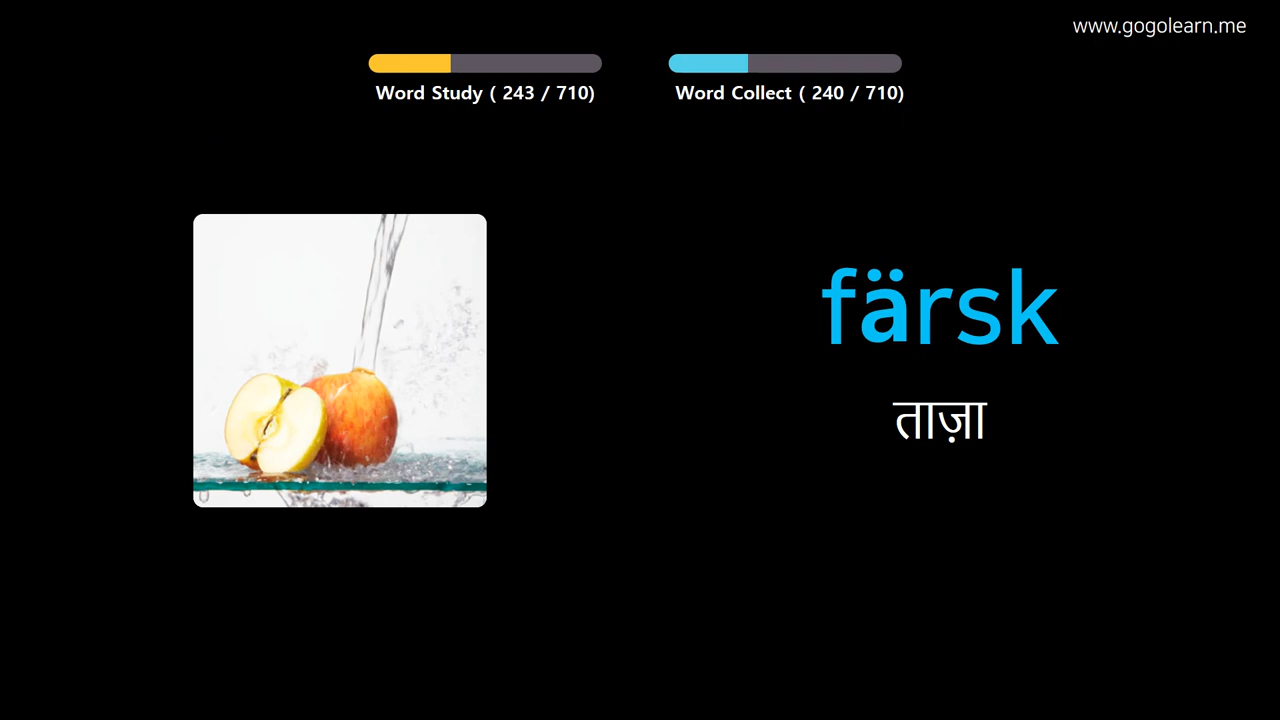 www.gogolearn.me
Word Study ( 243 / 710)
Word Collect ( 240 / 710)
färsk
ताज़ा